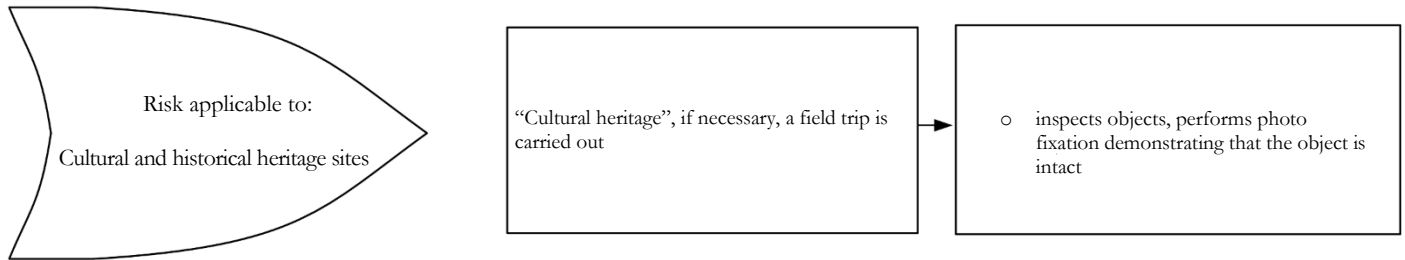 Risk applicable to:
Cultural and historical heritage sites
“Cultural heritage”, if necessary, a field trip is
carried out
○ inspects objects, performs photo
fixation demonstrating that the object is
intact